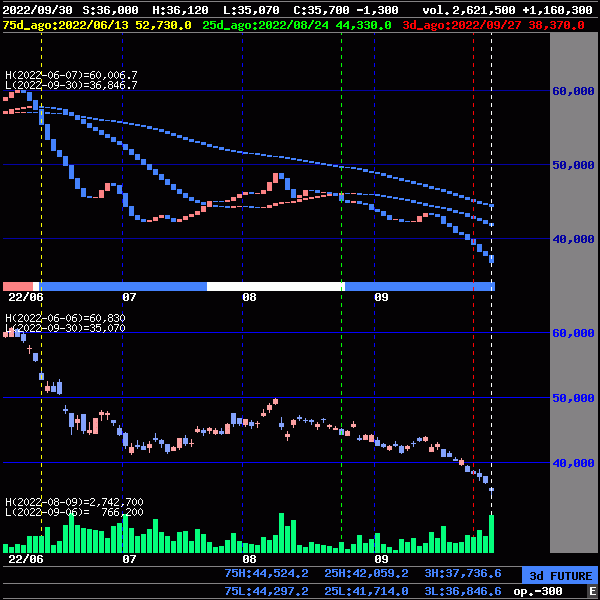 2022/09/30 S:36,000 H:36,120 L:35,070 C:35,700 -1,300 vol.2,621,500 +1,160,300
75d_ago:2022/06/13 52,730.0 25d_ago:2022/08/24 44,330.0 3d_ago:2022/09/27 38,370.0
H(2022-06-07)=60,006.7
L(2022-09-30)=36,846.7
60,000
50,000
40,000
22/06 07 08 09
H(2022-06-06)=60,830
L(2022-09-30)=35,070
60,000
50,000
40,000
H(2022-08-09)=2,742,700
L(2022-09-06)= 766,200
22/06 07 08 09
75H:44,524.2 25H:42,059.2 3H:37,736.6 3d FUTURE
75L:44,297.2 25L:41,714.0 3L:36,846.6 op.-300 E